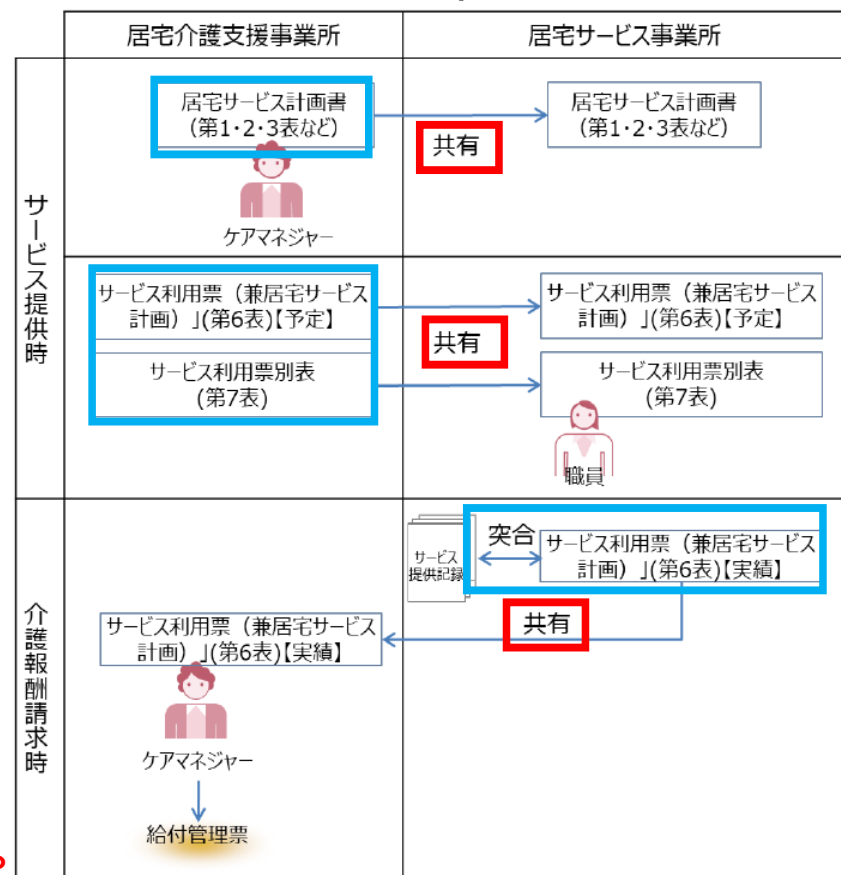 居宅介護支援事業所
居宅サービス事業所
サービス提供時
居宅サービス計画書
(第1・2・3表など)
共有
居宅サービス計画書
(第1・2・3表など)
ケアマネジャー
サービス利用票（兼居宅サービス
計画）」(第6表)【予定】
共有
サービス利用票（兼居宅サービス
計画）」(第6表)【予定】
サービス利用票別表
(第7表)
サービス利用票別表
(第7表)
職員
介護報酬請求時
サービス
提供記録
突合
サービス利用票（兼居宅サービス
計画）」(第6表)【実績】
共有
サービス利用票（兼居宅サービス
計画）」(第6表)【実績】
ケアマネジャー
給付管理票